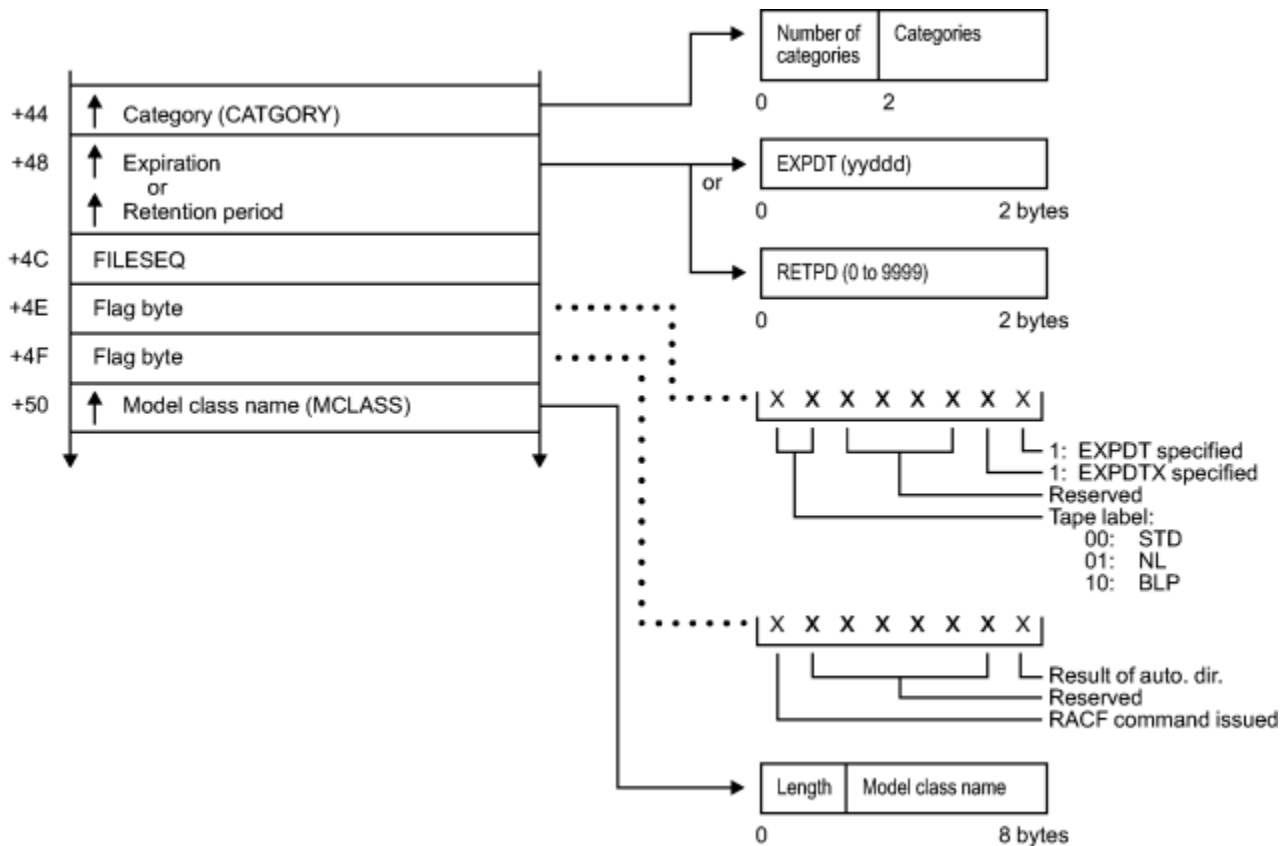 Number of categories
Categories
0
2
+44
Category (CATGORY)
+48
Expiration
or
Retention period
or
EXPDT (yyddd)
0
2 bytes
RETPD (0 to 9999)
0
2 bytes
+4C
FILESEQ
+4E
Flag byte
+4F
Flag byte
+50
Model class name (MCLASS)
X X X X X X X X
1: EXPDT specified
1: EXPDTX specified
Reserved
Tape label:
00: STD
01: NL
10: BLP
X X X X X X X X
Result of auto. dir.
Reserved
RACF command issued
Length
Model class name
0
8 bytes